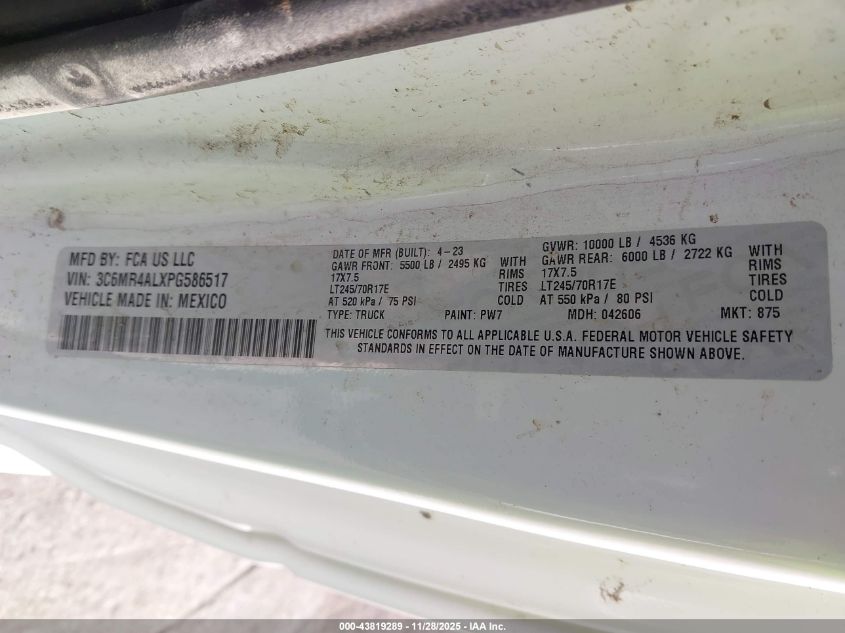 MFD BY: FCA US LLC
VIN: 3C6MR4ALXPG586517
VEHICLE MADE IN: MEXICO
DATE OF MFR (BUILT): 4-23
GAWR FRONT: 5500 LB / 2495 KG WITH
17X7.5 RIMS
LT245/70R17E TIRES
AT 520 kPa / 75 PSI COLD
GVWR: 10000 LB / 4536 KG
GAWR REAR: 6000 LB / 2722 KG WITH
17X7.5 RIMS
LT245/70R17E TIRES
AT 550 kPa / 80 PSI COLD
TYPE: TRUCK PAINT: PW7 MDH: 042606 MKT: 875
THIS VEHICLE CONFORMS TO ALL APPLICABLE U.S.A. FEDERAL MOTOR VEHICLE SAFETY
STANDARDS IN EFFECT ON THE DATE OF MANUFACTURE SHOWN ABOVE.
000-43819289 - 11/28/2025 - IAA Inc.